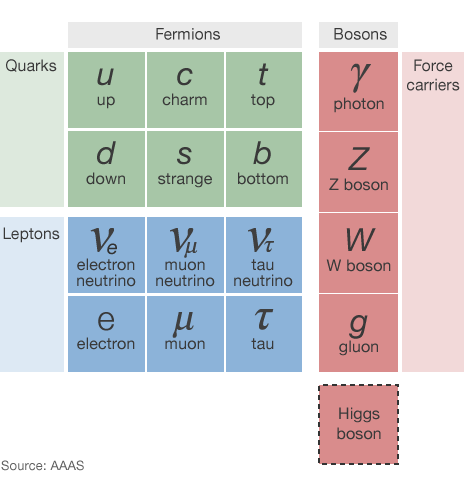 Fermions
Bosons
Quarks
u
up
c
charm
t
top
γ
photon
Force
carriers
d
down
s
strange
b
bottom
Z
Z boson
Leptons
νe
electron
neutrino
νμ
muon
neutrino
ντ
tau
neutrino
W
W boson
e
electron
μ
muon
τ
tau
g
gluon
Higgs
boson
Source: AAAS